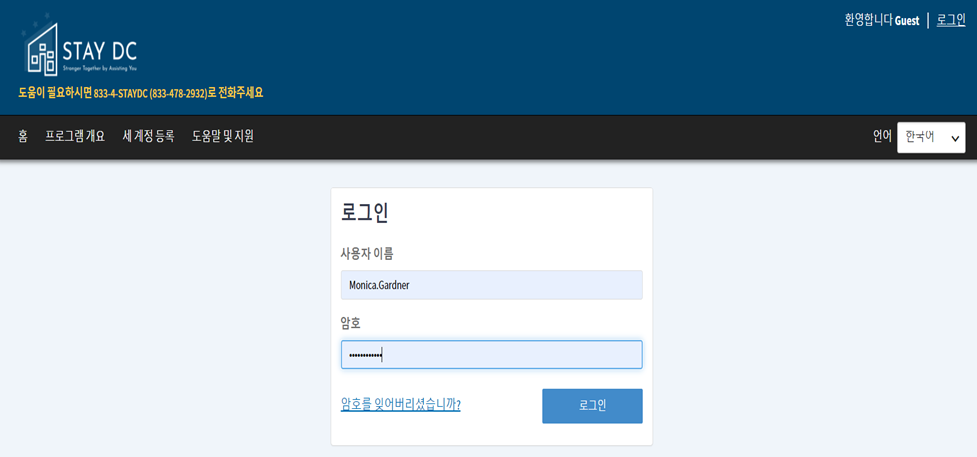 환영합니다 Guest | 로그인
STAY DC
Stronger Together by Assisting You
도움이 필요하시면 833-4-STAYDC (833-478-2932)로 전화주세요
홈 프로그램 개요 새 계정 등록 도움말 및 지원 언어 한국어
로그인
사용자 이름
Monica.Gardner
암호
••••••••••••
암호를 잊어버리셨습니까? 로그인